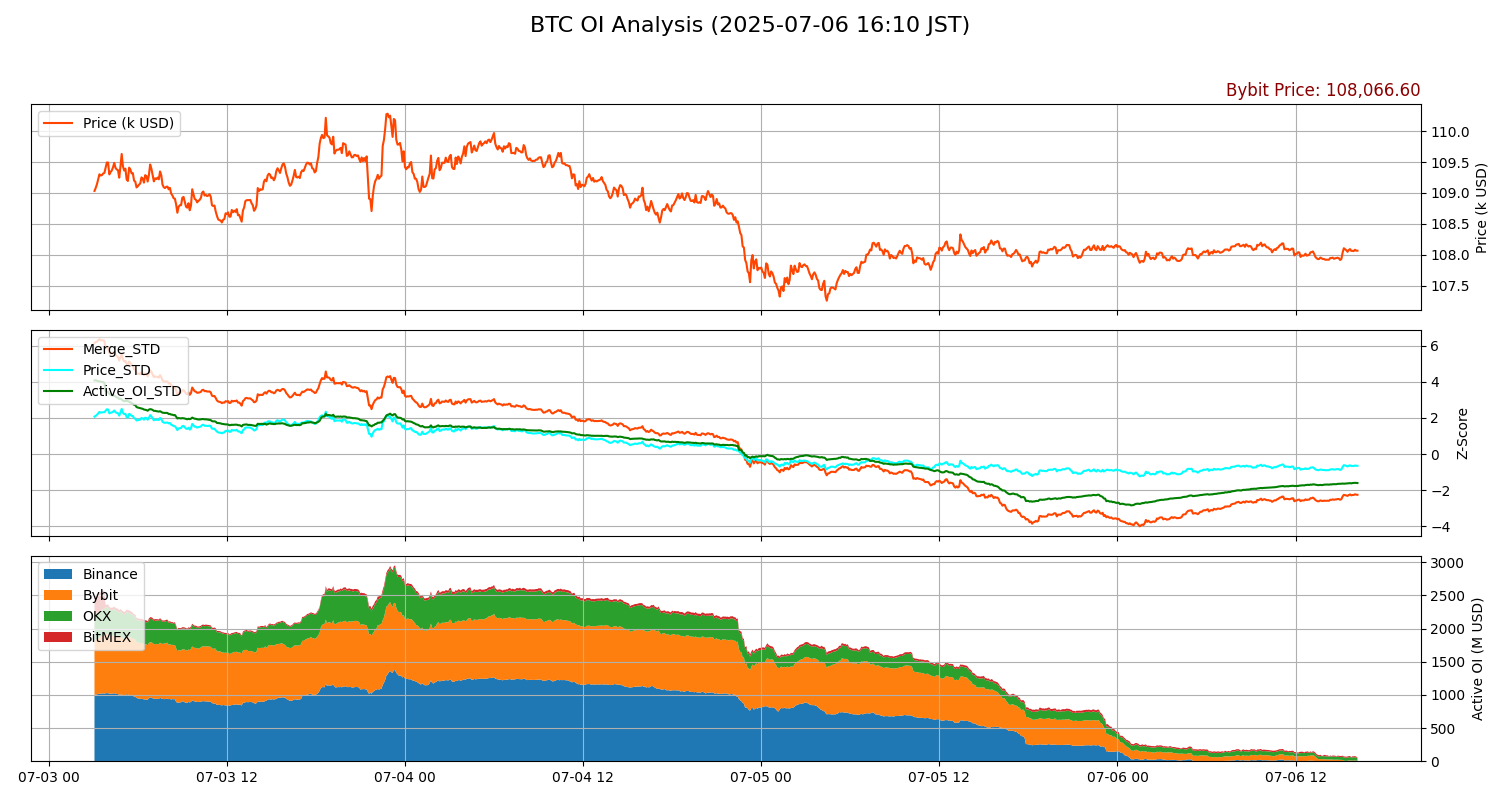 BTC OI Analysis (2025-07-06 16:10 JST)
Bybit Price: 108,066.60
Price (k USD)
110.0
109.5
109.0
108.5
108.0
107.5
Price (k USD)
Merge_STD
Price_STD
Active_OI_STD
6
4
2
0
−2
−4
Z-Score
Binance
Bybit
OKX
BitMEX
3000
2500
2000
1500
1000
500
0
Active OI (M USD)
07-03 00
07-03 12
07-04 00
07-04 12
07-05 00
07-05 12
07-06 00
07-06 12